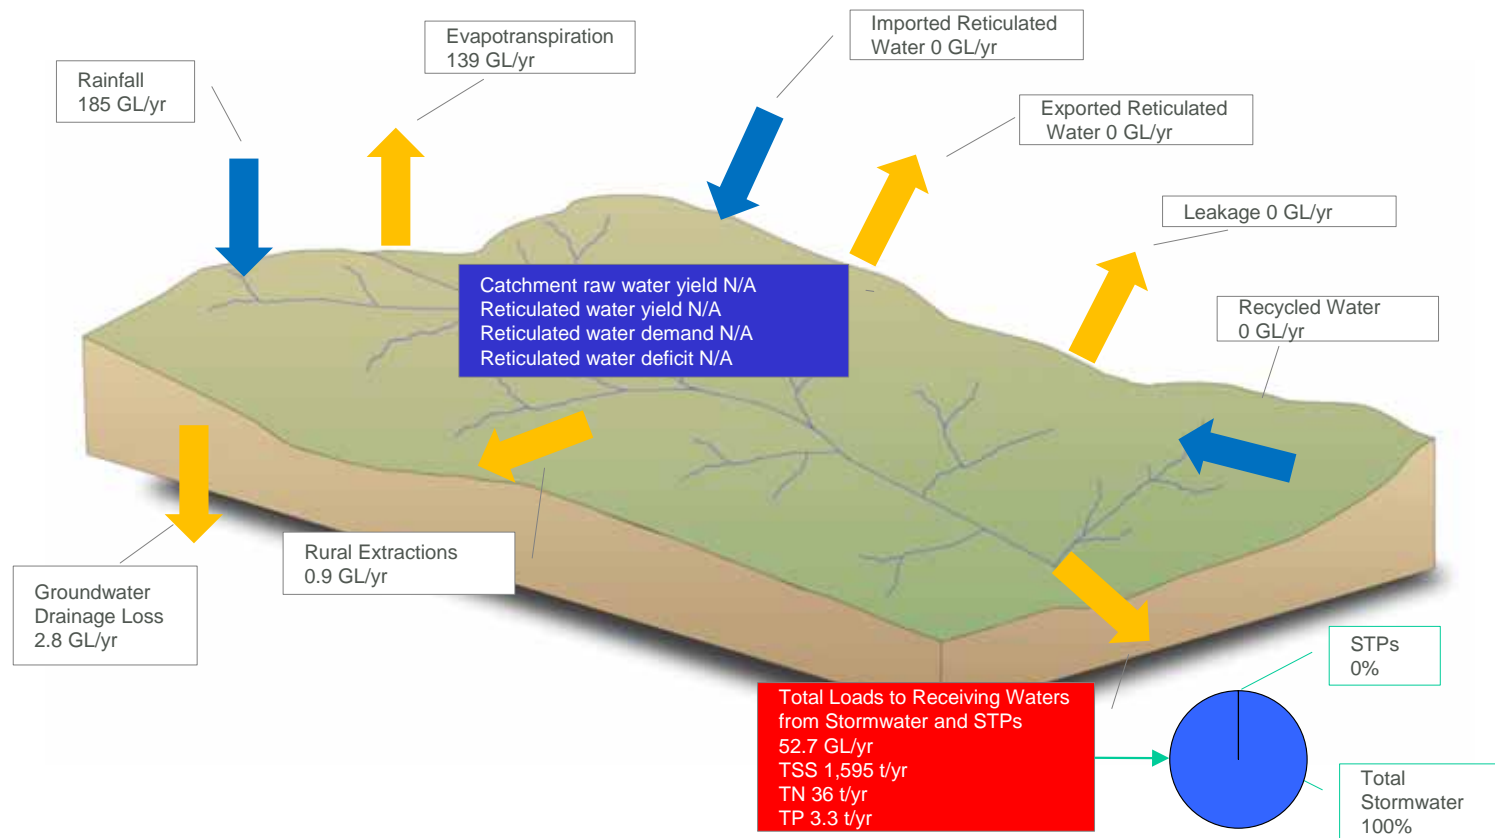 Evapotranspiration
139 GL/yr
Imported Reticulated
Water 0 GL/yr
Rainfall
185 GL/yr
Exported Reticulated
Water 0 GL/yr
Leakage 0 GL/yr
Catchment raw water yield N/A
Reticulated water yield N/A
Reticulated water demand N/A
Reticulated water deficit N/A
Recycled Water
0 GL/yr
Rural Extractions
0.9 GL/yr
Groundwater
Drainage Loss
2.8 GL/yr
STPs
0%
Total Loads to Receiving Waters
from Stormwater and STPs
52.7 GL/yr
TSS 1,595 t/yr
TN 36 t/yr
TP 3.3 t/yr
Total
Stormwater
100%